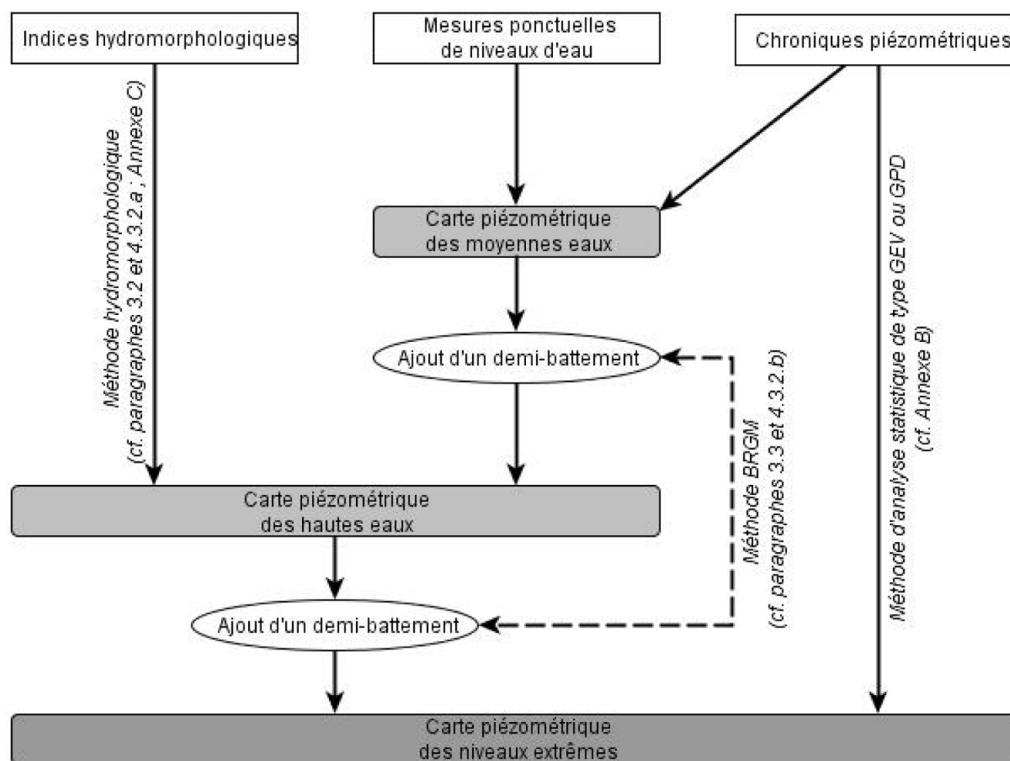 Indices hydromorphologiques
Mesures ponctuelles
de niveaux d'eau
Chroniques piézométriques
Méthode hydromorphologique
(cf. paragraphes 3.2 et 4.3.2.a ; Annexe C)
Carte piézométrique
des moyennes eaux
Ajout d'un demi-battement
Méthode BRGM
(cf. paragraphes 3.3 et 4.3.2.b)
Méthode d'analyse statistique de type GEV ou GPD
(cf. Annexe B)
Carte piézométrique
des hautes eaux
Ajout d'un demi-battement
Carte piézométrique
des niveaux extrêmes